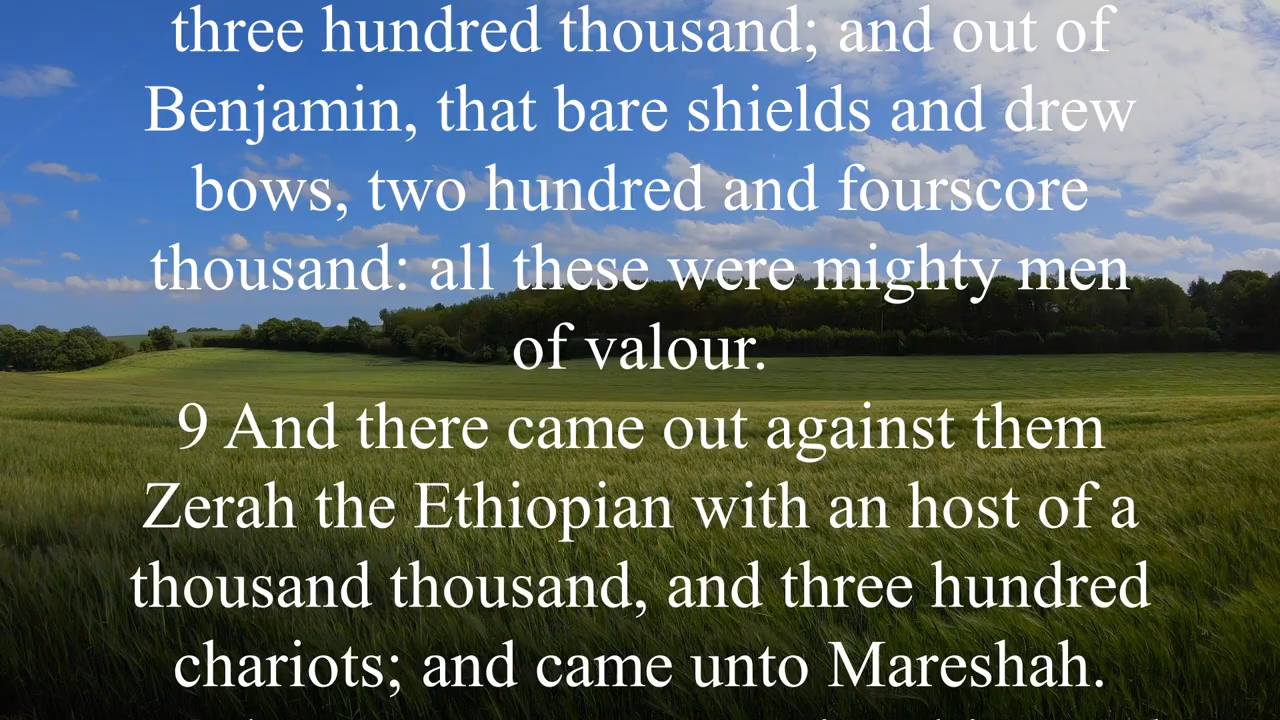 three hundred thousand; and out of
Benjamin, that bare shields and drew
bows, two hundred and fourscore
thousand: all these were mighty men
of valour.
9 And there came out against them
Zerah the Ethiopian with an host of a
thousand thousand, and three hundred
chariots; and came unto Mareshah.